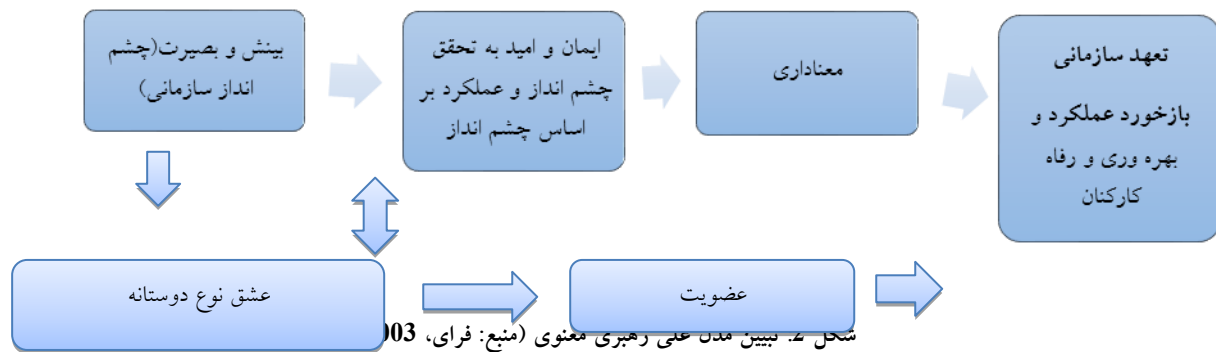 بینش و بصیرت(چشم
انداز سازمانی)
ایمان و امید به تحقق
چشم انداز و عملکرد بر
اساس چشم انداز
معناداری
تعهد سازمانی
بازخورد عملکرد و
بهره وری و رفاه
کارکنان
عشق نوع دوستانه
عضویت
شکل 2. تبیین مدل علی رهبری معنوی (منبع: فرای، 003